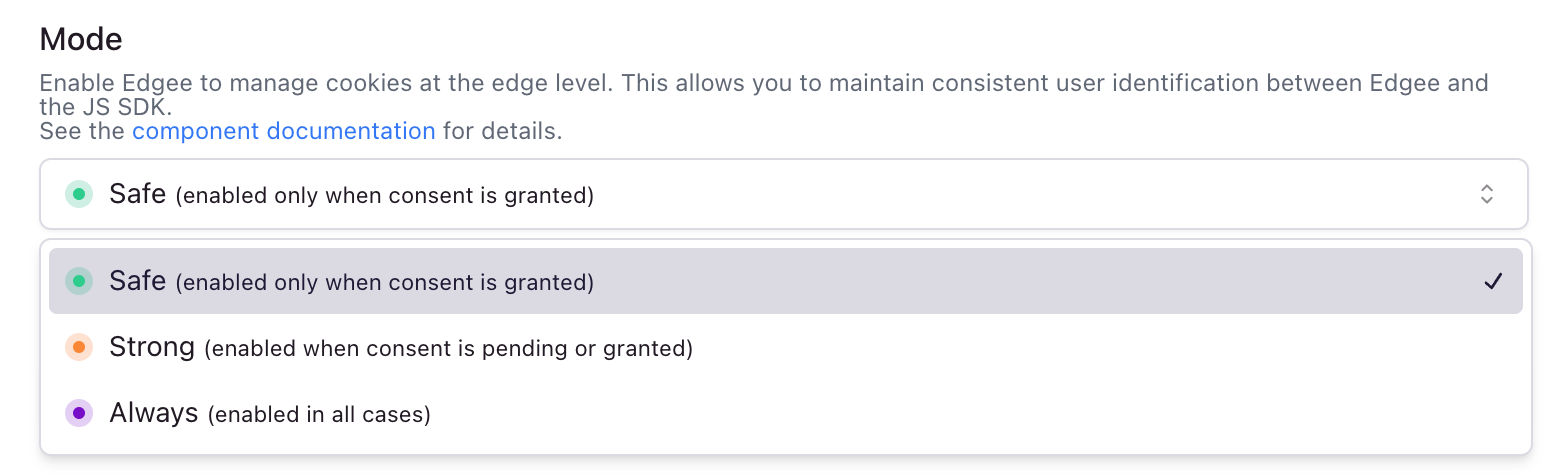 Mode
Enable Edgee to manage cookies at the edge level. This allows you to maintain consistent user identification between Edgee and
the JS SDK.
See the component documentation for details.
Safe (enabled only when consent is granted)
Safe (enabled only when consent is granted)
Strong (enabled when consent is pending or granted)
Always (enabled in all cases)